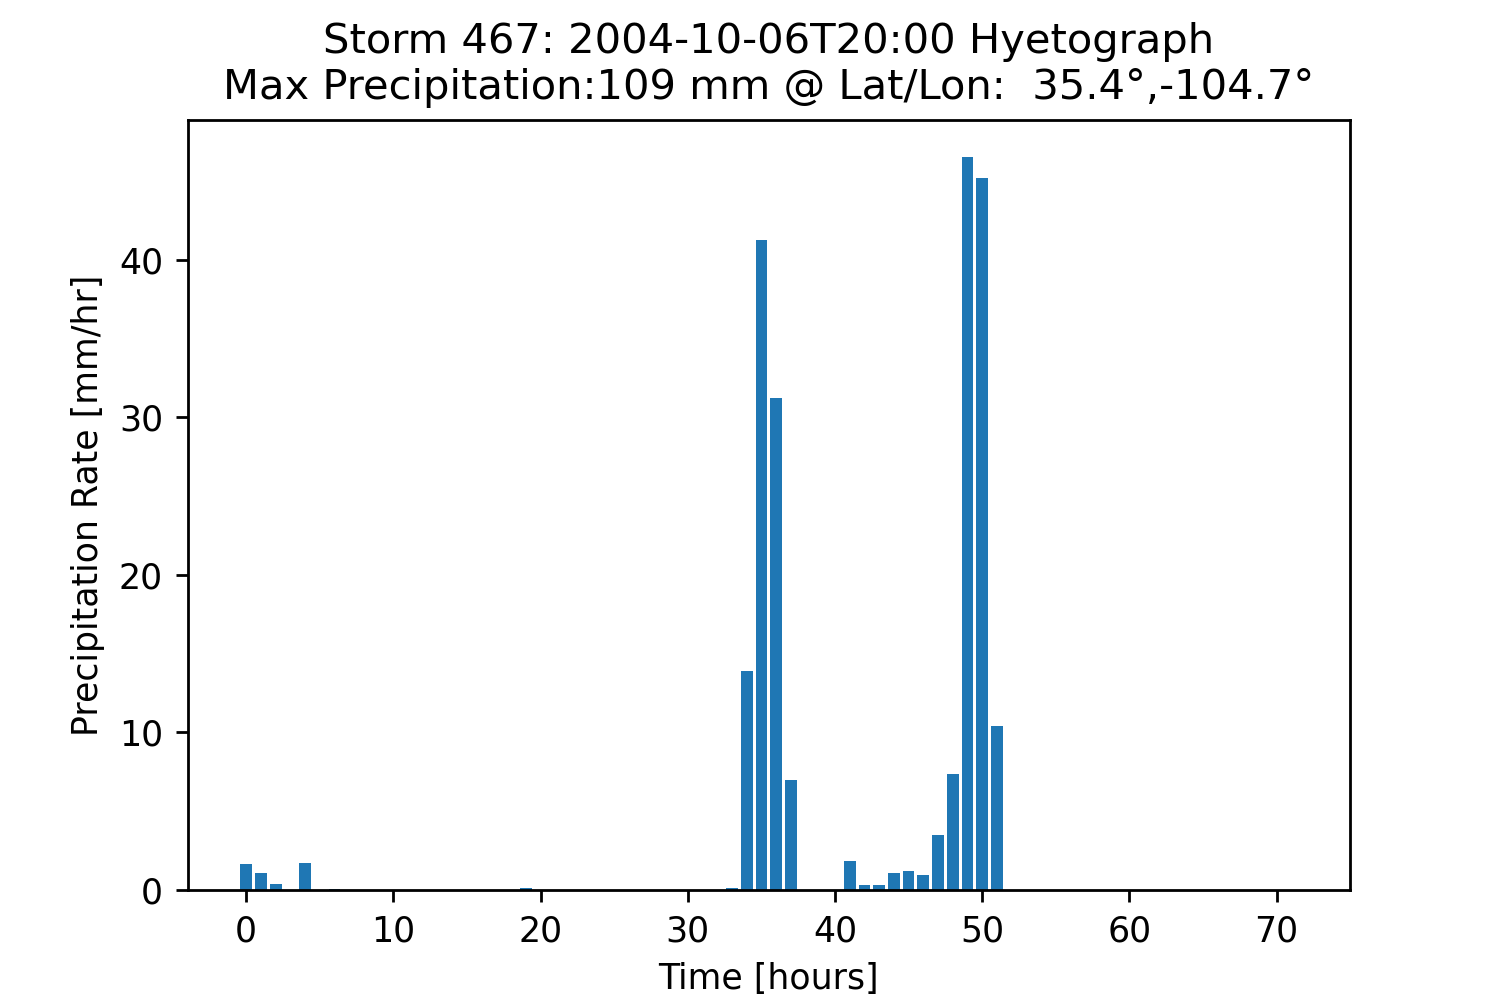 Storm 467: 2004-10-06T20:00 Hyetograph
Max Precipitation:109 mm @ Lat/Lon:  35.4°,-104.7°
Precipitation Rate [mm/hr]
40
30
20
10
0
0 10 20 30 40 50 60 70
Time [hours]